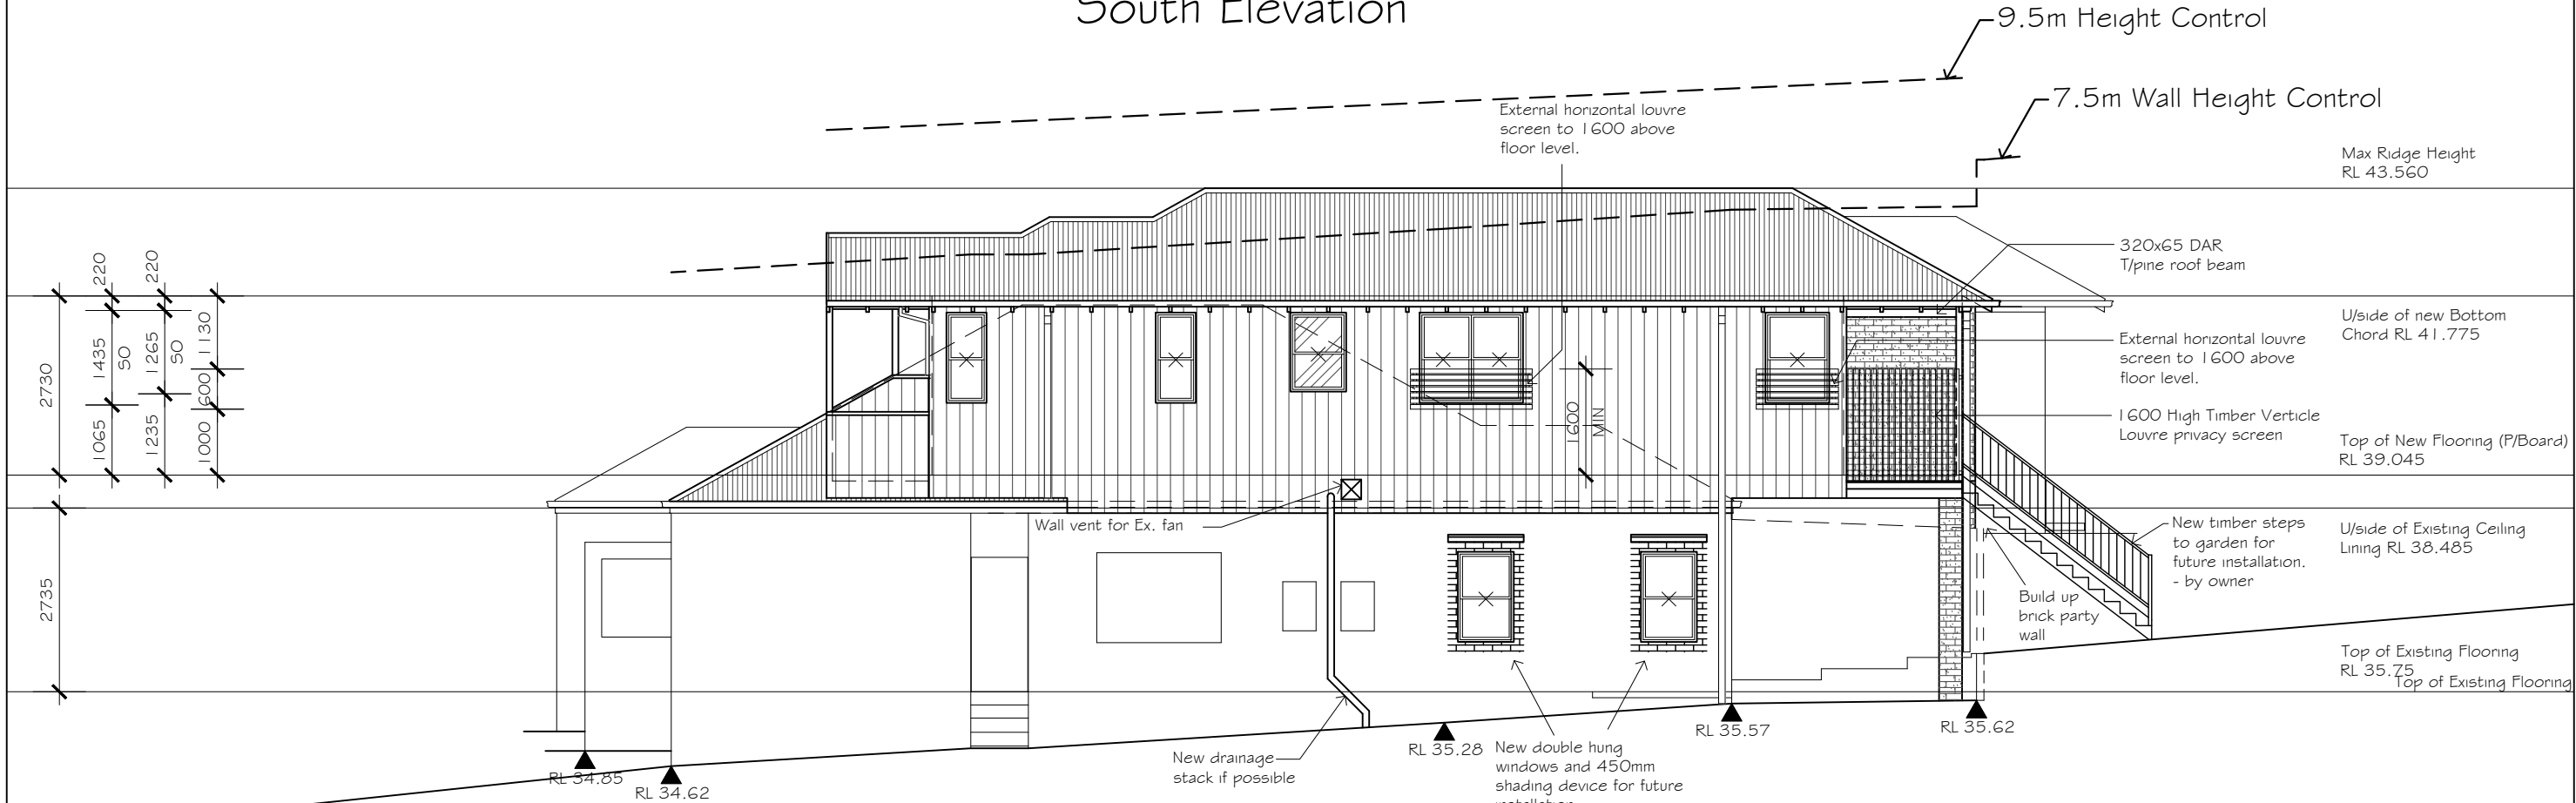 South Elevation
9.5m Height Control
7.5m Wall Height Control
External horizontal louvre
screen to 1600 above
floor level.
Max Ridge Height
RL 43.560
320x65 DAR
T/pine roof beam
U/side of new Bottom
Chord RL 41.775
External horizontal louvre
screen to 1600 above
floor level.
1600 High Timber Verticle
Louvre privacy screen
Top of New Flooring (P/Board)
RL 39.045
220
220
2730
1435
50
1265
50
1130
600
1065
1235
1000
1600
MIN
Wall vent for Ex. fan
New timber steps
to garden for
future installation.
- by owner
U/side of Existing Ceiling
Lining RL 38.485
2735
Build up
brick party
wall
Top of Existing Flooring
RL 35.75
Top of Existing Flooring
RL 34.85
RL 34.62
New drainage
stack if possible
RL 35.28
New double hung
windows and 450mm
shading device for future
installation
RL 35.57
RL 35.62